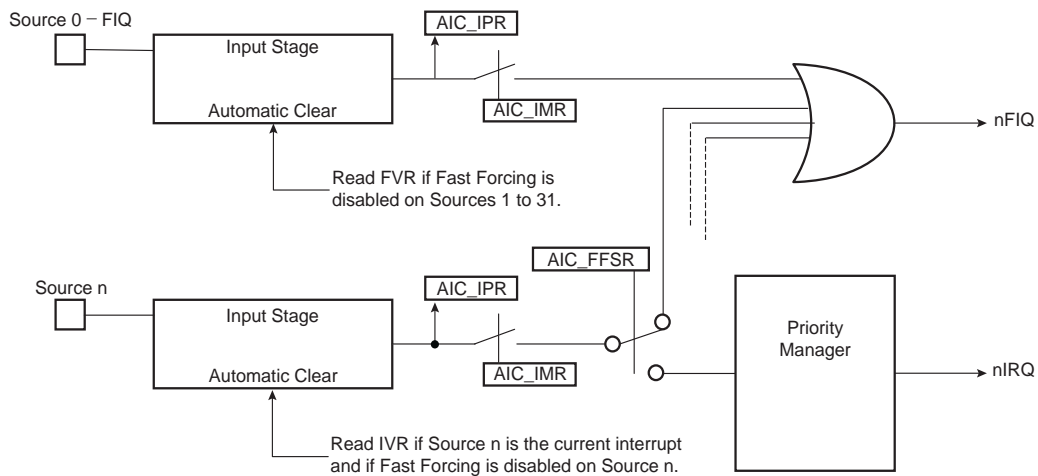 Source 0 – FIQ
AIC_IPR
Input Stage
Automatic Clear
AIC_IMR
nFIQ
Read FVR if Fast Forcing is
disabled on Sources 1 to 31.
AIC_FFSR
Source n
AIC_IPR
Input Stage
Priority
Manager
Automatic Clear
AIC_IMR
nIRQ
Read IVR if Source n is the current interrupt
and if Fast Forcing is disabled on Source n.